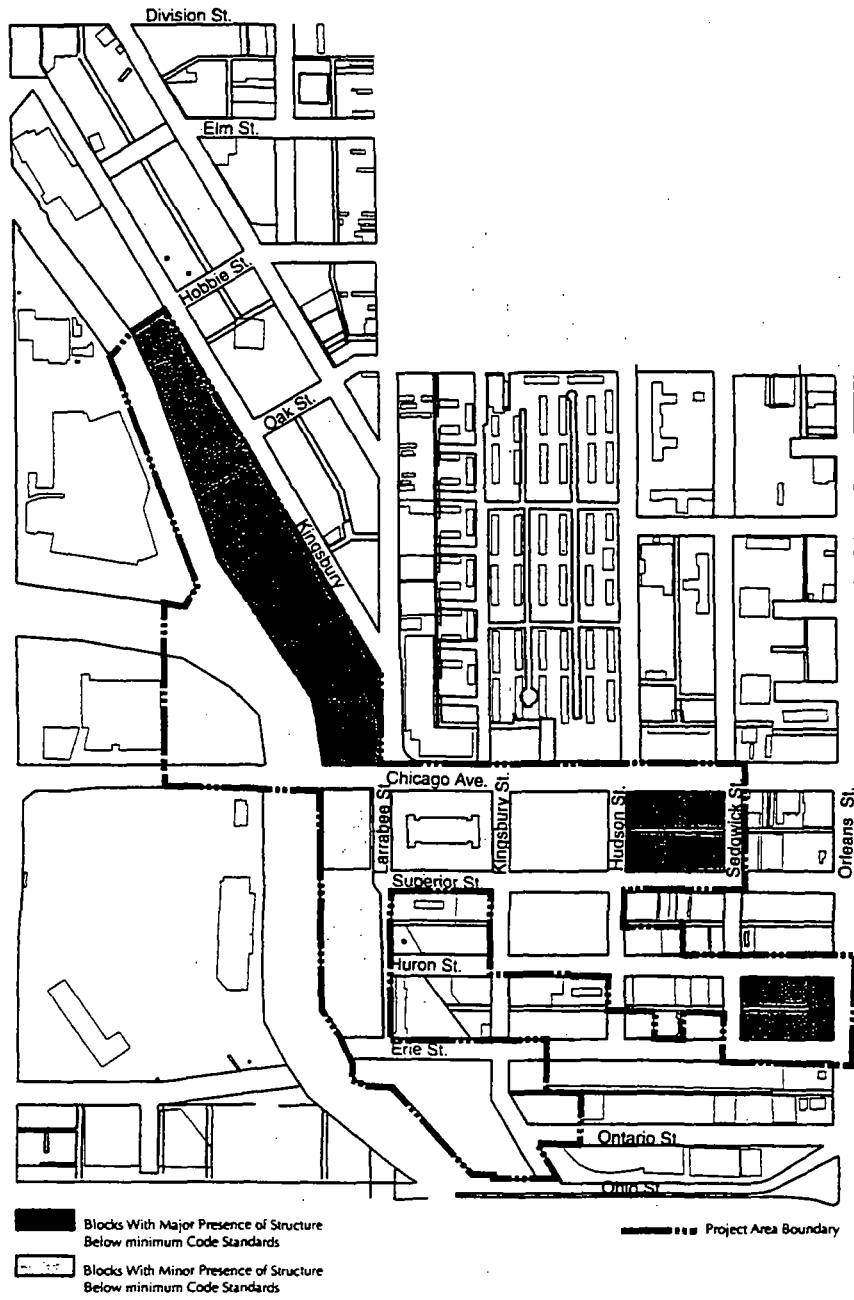 Division St.
Elm St.
Hobbie St.
Oak St.
Kingsbury
Chicago Ave.
Larrabee St.
Kingsbury St.
Hudson St.
Sedgwick St.
Orleans St.
Superior St.
Huron St.
Erie St.
Ontario St.
Ohio St.
Blocks With Major Presence of Structure
Below minimum Code Standards
Project Area Boundary
Blocks With Minor Presence of Structure
Below minimum Code Standards